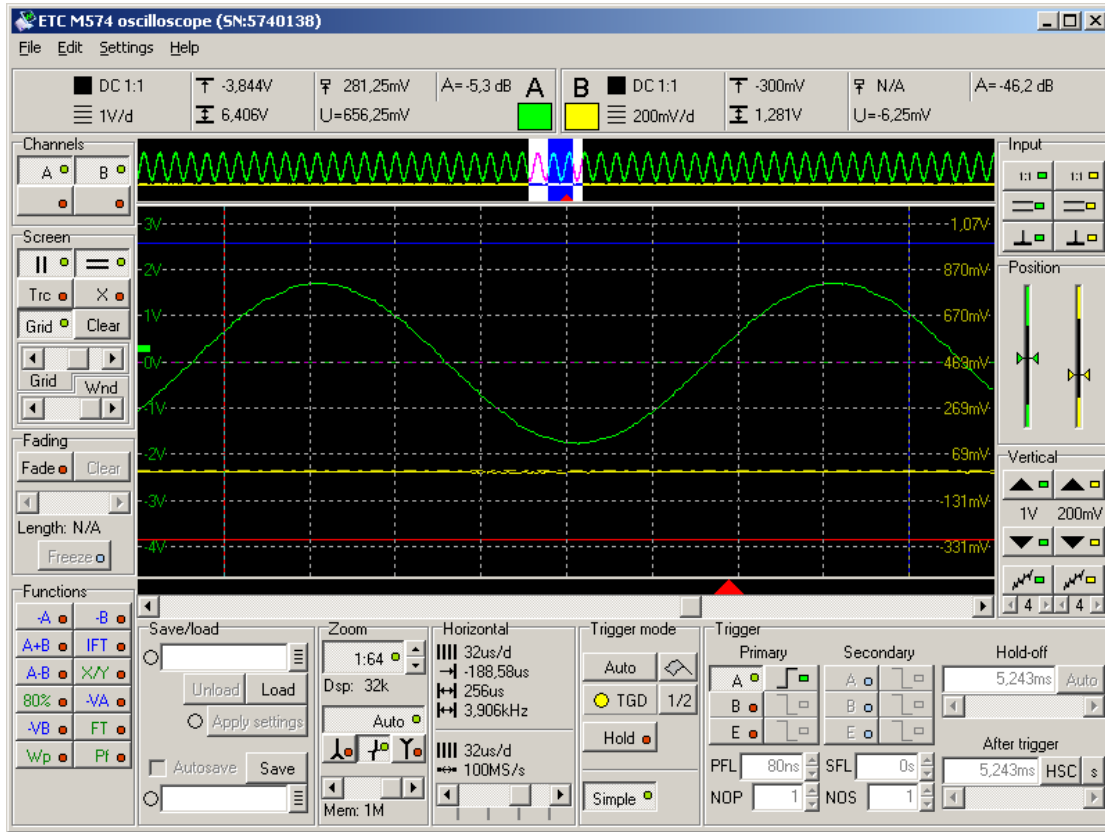 ETC M574 oscilloscope (SN:5740138)
File Edit Settings Help
DC 1:1 -3,844V 281,25mV A=-5,3 dB A B DC 1:1 -300mV N/A A=-46,2 dB
1V/d 6,406V U=656,25mV 200mV/d 1,281V U=-6,25mV
Channels
A B
Screen
Trc X
Grid Clear
Grid Wnd
Fading
Fade Clear
Length: N/A
Freeze
Functions
-A -B
A+B IFT
A-B X/Y
80% -VA
-VB FT
Wp Pf
3V 1,07V
2V 870mV
1V 670mV
0V 469mV
-1V 269mV
-2V 69mV
-3V -131mV
-4V -331mV
Input
1:1 1:1
Position
Vertical
1V 200mV
4 4
Save/load
Unload Load
Apply settings
Autosave Save
Zoom
1:64
Dsp: 32k
Auto
Mem: 1M
Horizontal
32us/d
-188,58us
256us
3,906kHz
32us/d
100MS/s
Trigger mode
Auto
TGD 1/2
Hold
Simple
Trigger
Primary Secondary Hold-off
A A 5,243ms Auto
B B
E E After trigger
PFL 80ns SFL 0s 5,243ms HSC s
NOP 1 NOS 1